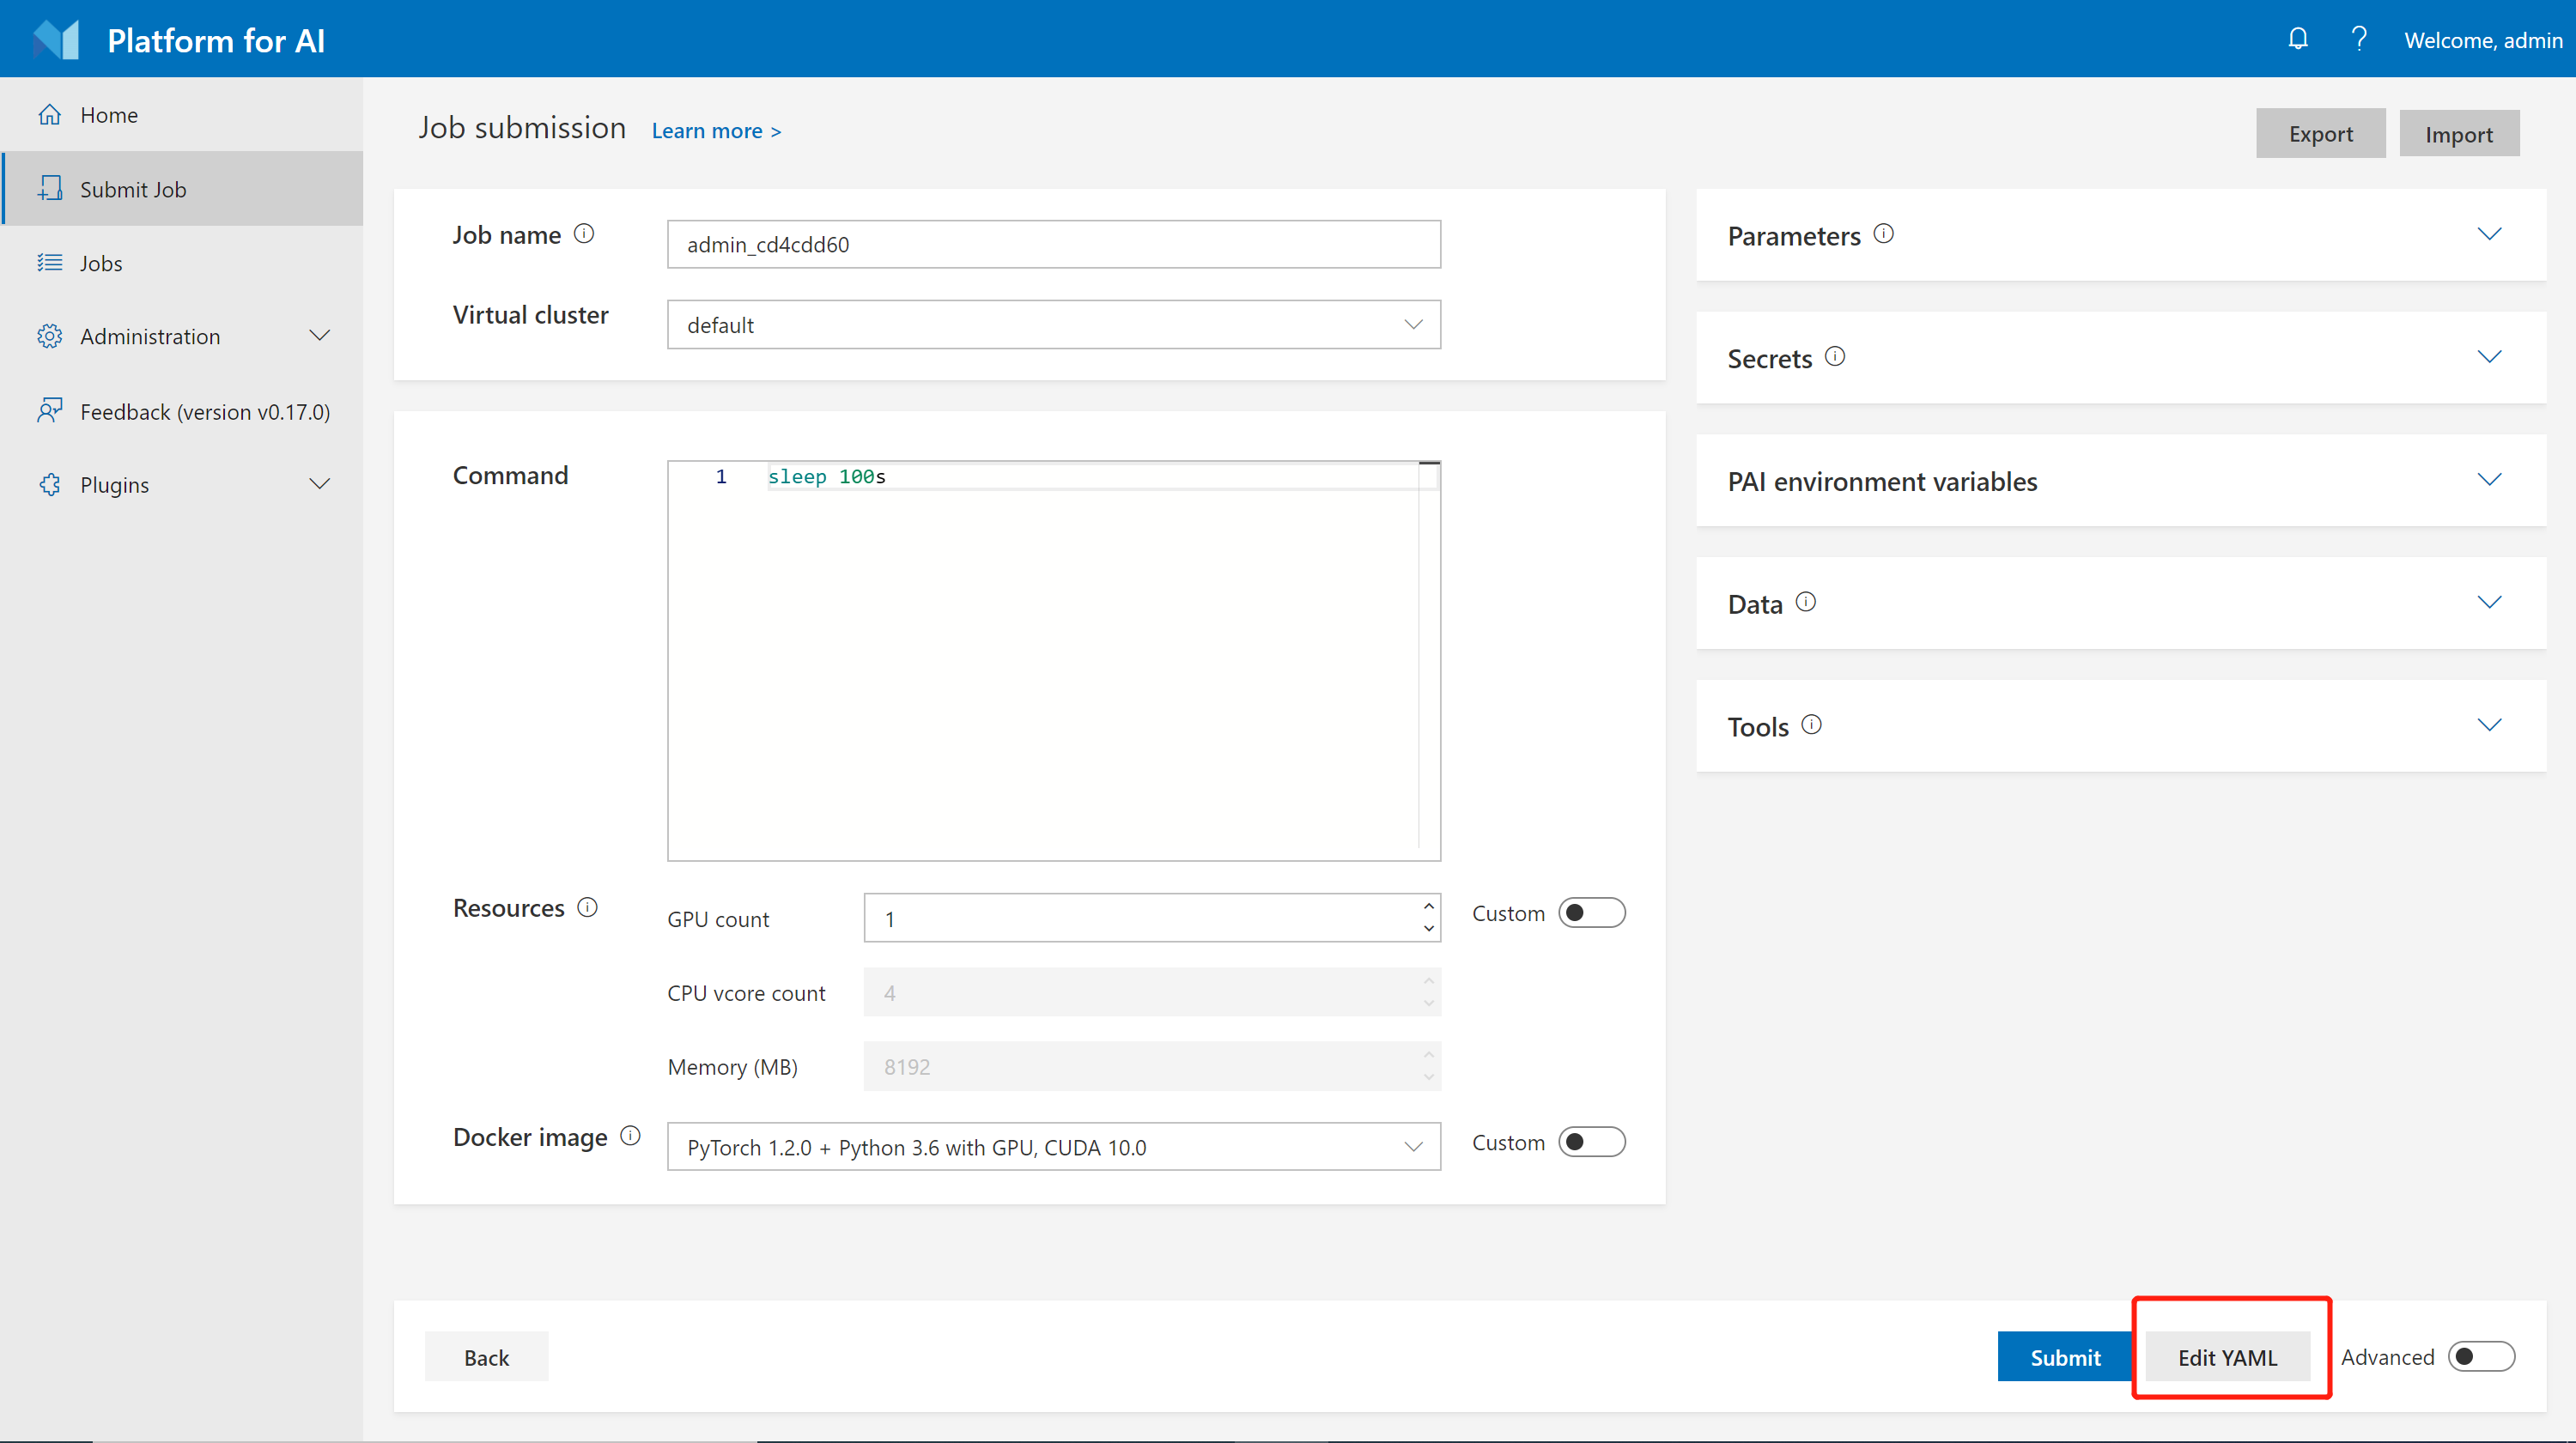 Platform for AI
Welcome, admin
Home
Submit Job
Jobs
Administration
Feedback (version v0.17.0)
Plugins
Job submission Learn more >
Export Import
Job name admin_cd4cdd60
Virtual cluster default
Command 1 sleep 100s
Resources GPU count 1 Custom
CPU vcore count 4
Memory (MB) 8192
Docker image PyTorch 1.2.0 + Python 3.6 with GPU, CUDA 10.0 Custom
Parameters
Secrets
PAI environment variables
Data
Tools
Back Submit Edit YAML Advanced